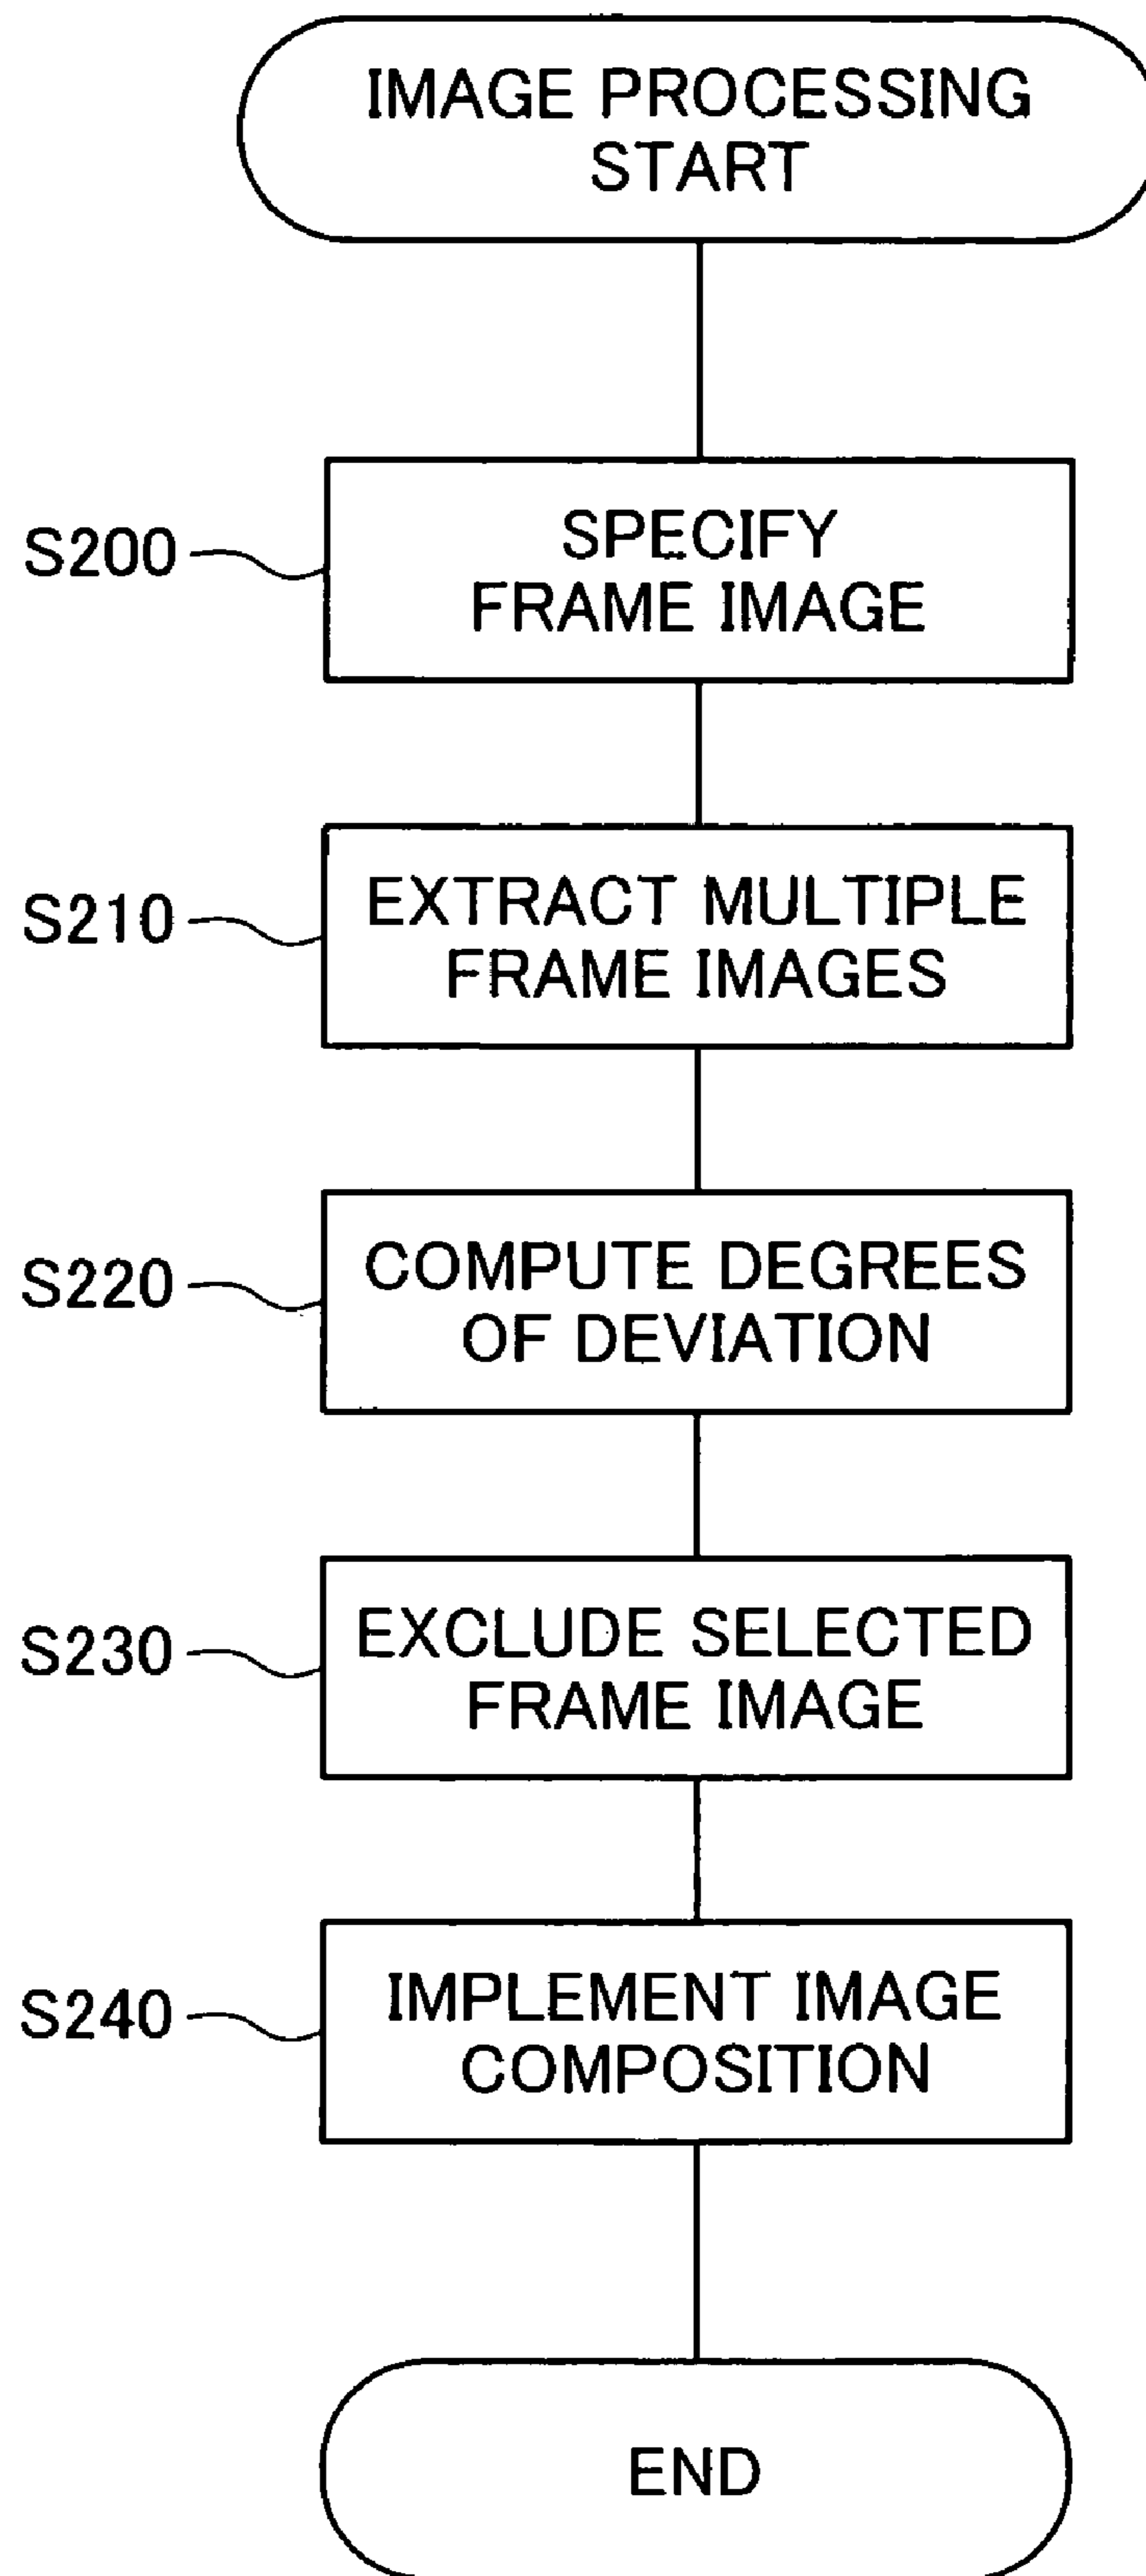 IMAGE PROCESSING
START
S200
SPECIFY
FRAME IMAGE
S210
EXTRACT MULTIPLE
FRAME IMAGES
S220
COMPUTE DEGREES
OF DEVIATION
S230
EXCLUDE SELECTED
FRAME IMAGE
S240
IMPLEMENT IMAGE
COMPOSITION
END